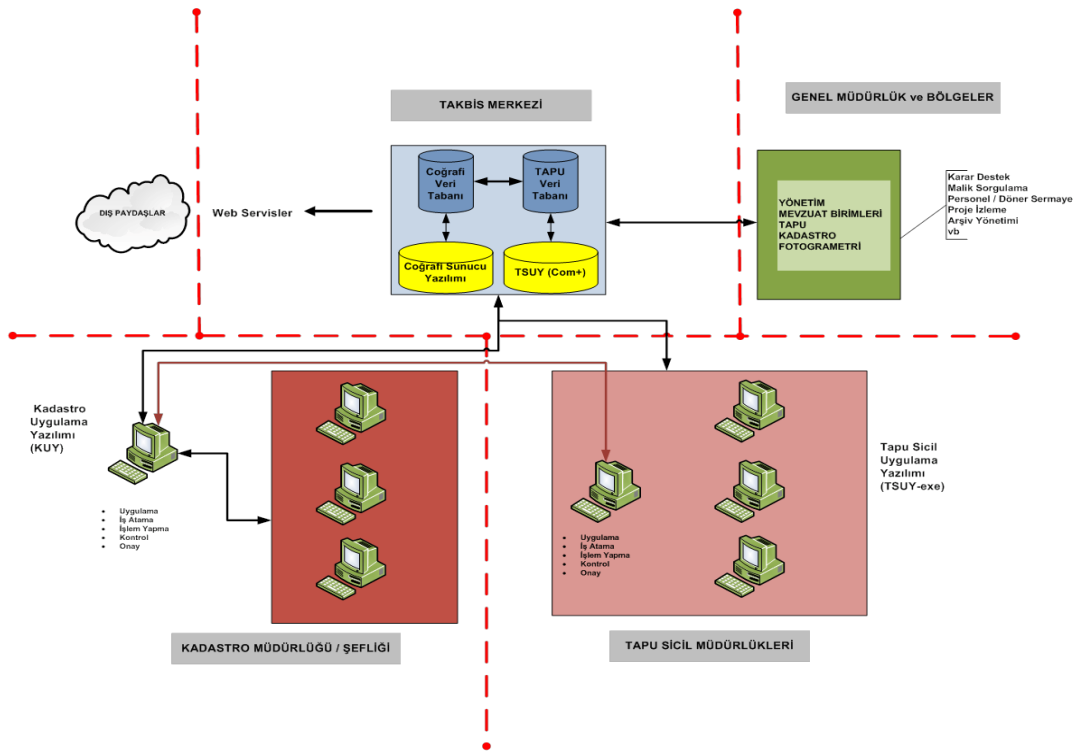 TAKBİS MERKEZİ
GENEL MÜDÜRLÜK ve BÖLGELER
DIŞ PAYDAŞLAR
Web Servisler
Coğrafi
Veri
Tabanı
TAPU
Veri
Tabanı
Coğrafi Sunucu
Yazılımı
TSUY (Com+)
YÖNETİM
MEVZUAT BİRİMLERİ
TAPU
KADASTRO
FOTOGRAMETRİ
Karar Destek
Malik Sorgulama
Personel / Döner Sermaye
Proje İzleme
Arşiv Yönetimi
vb
Kadastro
Uygulama
Yazılımı
(KUY)
• Uygulama
• İş Atama
• İşlem Yapma
• Kontrol
• Onay
• Uygulama
• İş Atama
• İşlem Yapma
• Kontrol
• Onay
Tapu Sicil
Uygulama
Yazılımı
(TSUY-exe)
KADASTRO MÜDÜRLÜĞÜ / ŞEFLİĞİ
TAPU SİCİL MÜDÜRLÜKLERİ